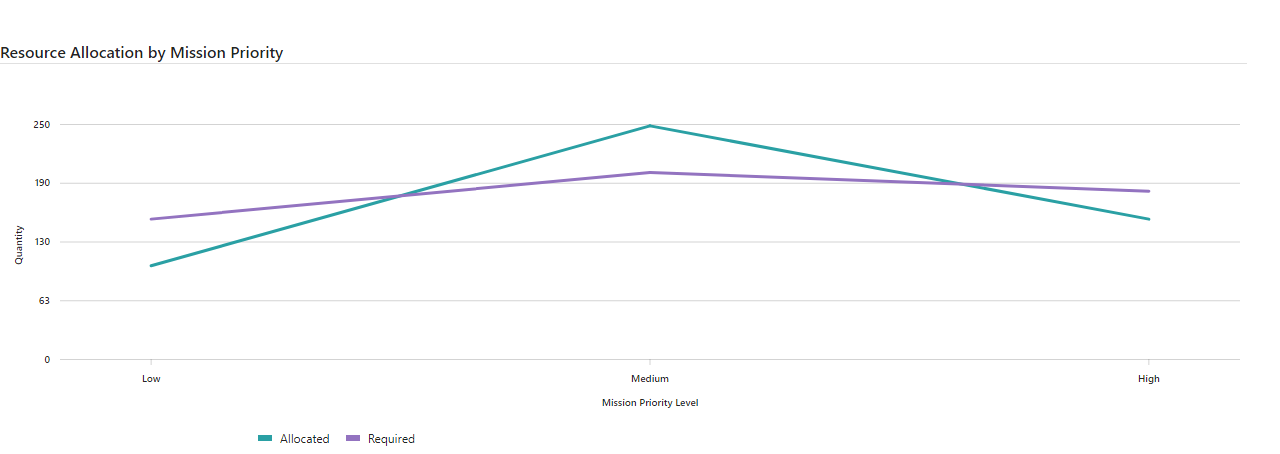 Resource Allocation by Mission Priority
250
190
130
63
0
Quantity
Low Medium High
Mission Priority Level
Allocated Required